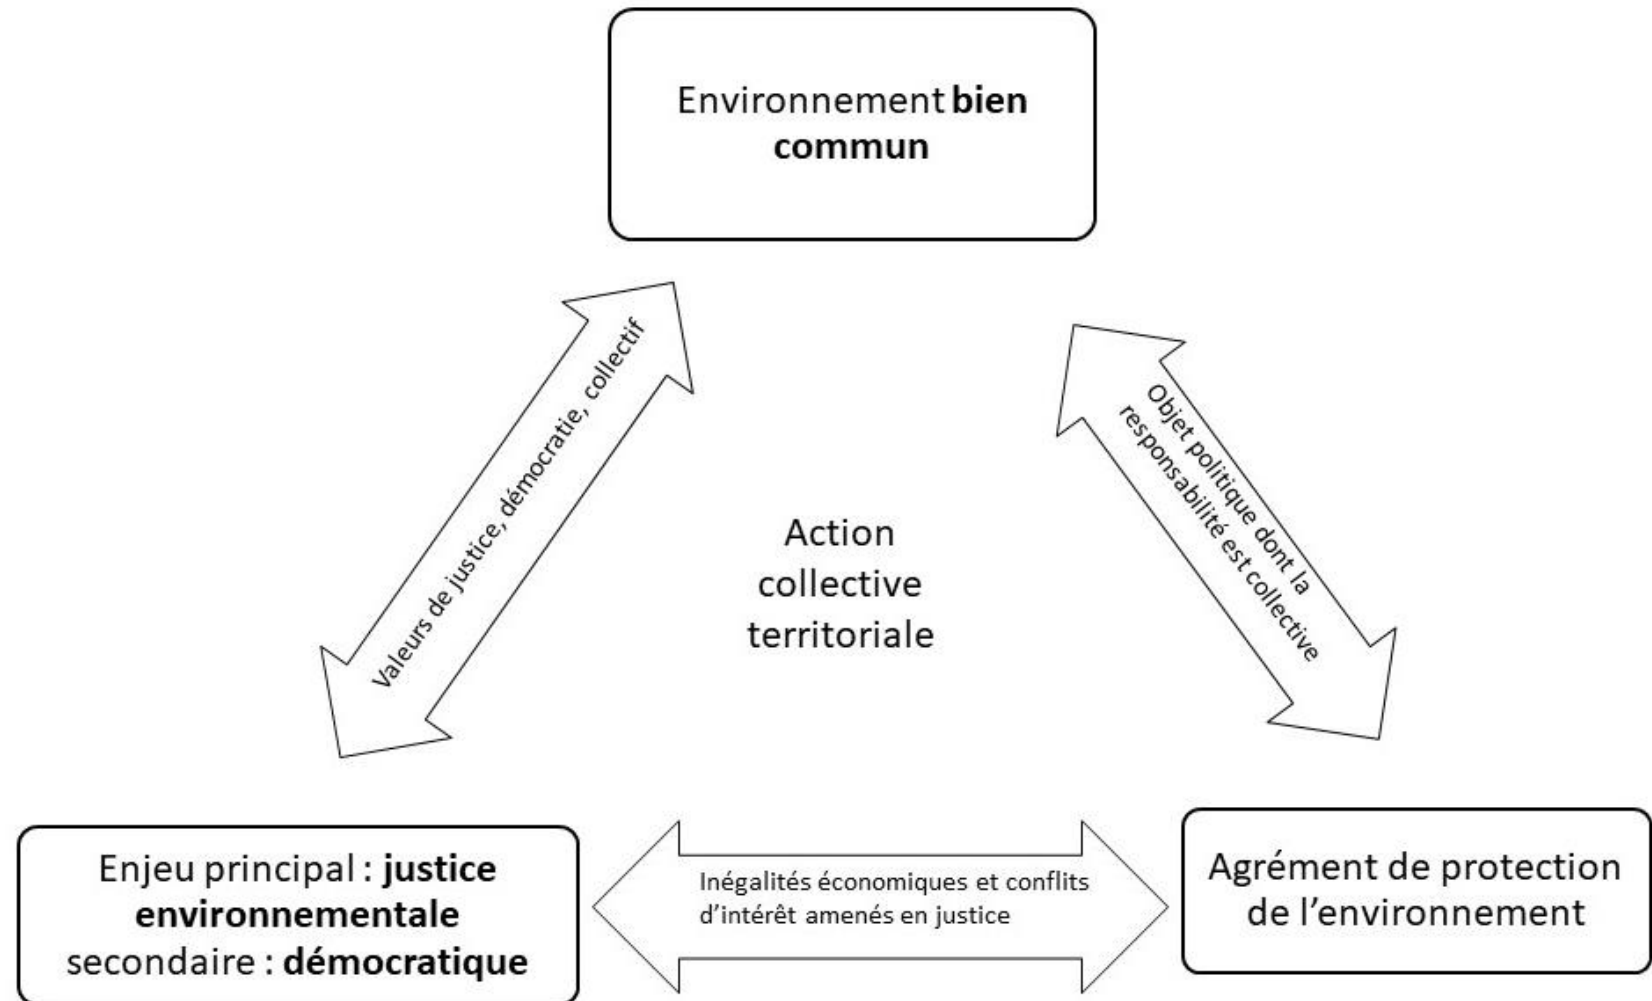 Environnement bien
commun
Valeurs de justice, démocratie, collectif
Objet politique dont la
responsabilité est collective
Action
collective
territoriale
Enjeu principal : justice
environnementale
secondaire : démocratique
Inégalités économiques et conflits
d'intérêt amenés en justice
Agrément de protection
de l'environnement